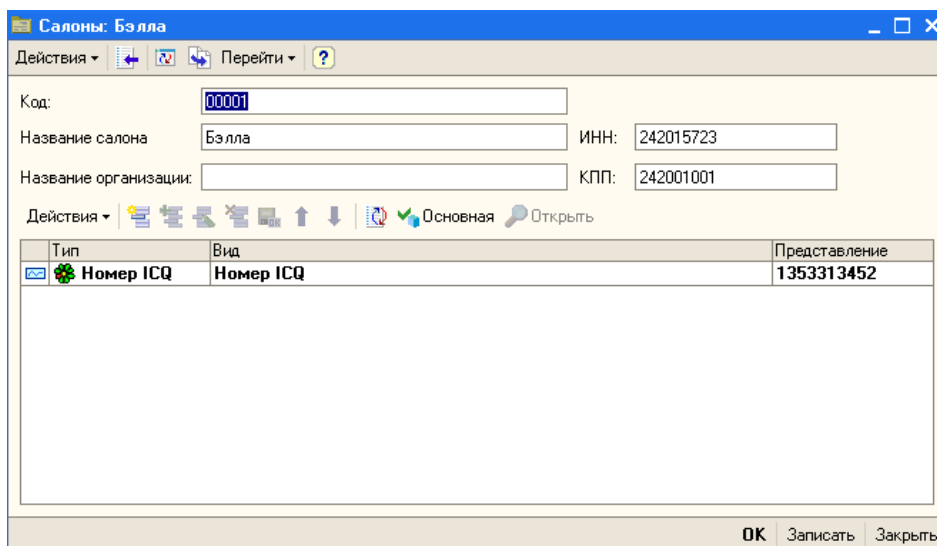 Салоны: Бэлла
Действия Перейти ?
Код: 00001
Название салона Бэлла ИНН: 242015723
Название организации: КПП: 242001001
Действия Основная Открыть
Тип Вид Представление
Номер ICQ Номер ICQ 1353313452
OK Записать Закрыть